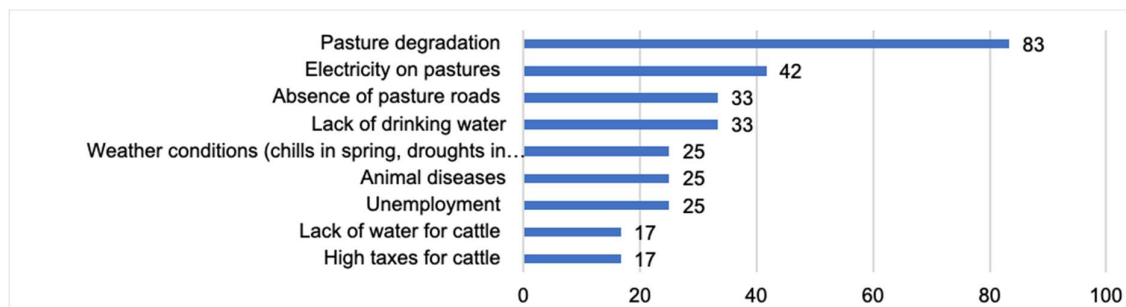 Pasture degradation 83
Electricity on pastures 42
Absence of pasture roads 33
Lack of drinking water 33
Weather conditions (chills in spring, droughts in… 25
Animal diseases 25
Unemployment 25
Lack of water for cattle 17
High taxes for cattle 17
0 20 40 60 80 100